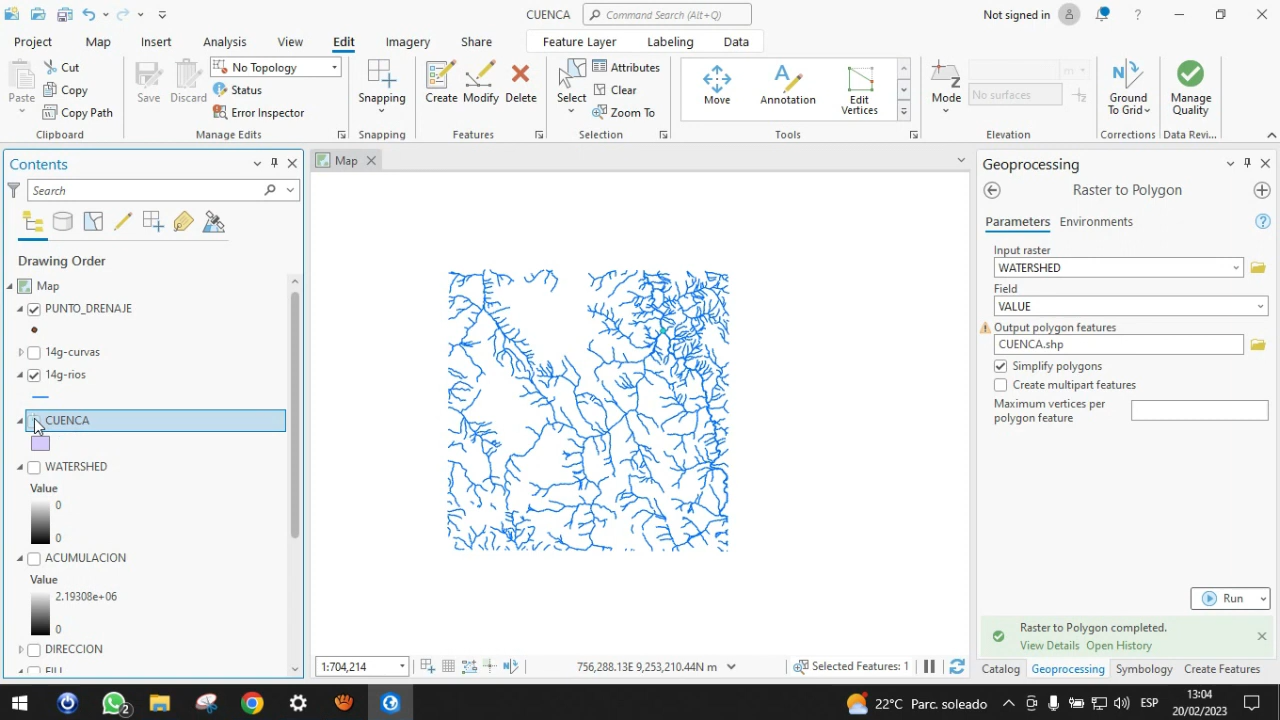 CUENCA
Command Search (Alt+Q)
Not signed in
Project
Map
Insert
Analysis
View
Edit
Imagery
Share
Feature Layer
Labeling
Data
Paste
Cut
Copy
Copy Path
Clipboard
Save
Discard
No Topology
Status
Error Inspector
Manage Edits
Snapping
Snapping
Create
Modify
Delete
Features
Select
Attributes
Clear
Zoom To
Selection
Move
Annotation
Edit
Vertices
Tools
Mode
m
No surfaces
Elevation
Ground
To Grid
Corrections
Manage
Quality
Data Revi...
Contents
Search
Drawing Order
Map
PUNTO_DRENAJE
14g-curvas
14g-rios
CUENCA
WATERSHED
Value
0
0
ACUMULACION
Value
2.19308e+06
0
DIRECCION
FILL
Map
1:704,214
756,288.13E 9,253,210.44N m
Selected Features: 1
Geoprocessing
Raster to Polygon
Parameters
Environments
Input raster
WATERSHED
Field
VALUE
Output polygon features
CUENCA.shp
Simplify polygons
Create multipart features
Maximum vertices per
polygon feature
Run
Raster to Polygon completed.
View Details Open History
Catalog
Geoprocessing
Symbology
Create Features
2
22°C Parc. soleado
ESP
13:04
20/02/2023